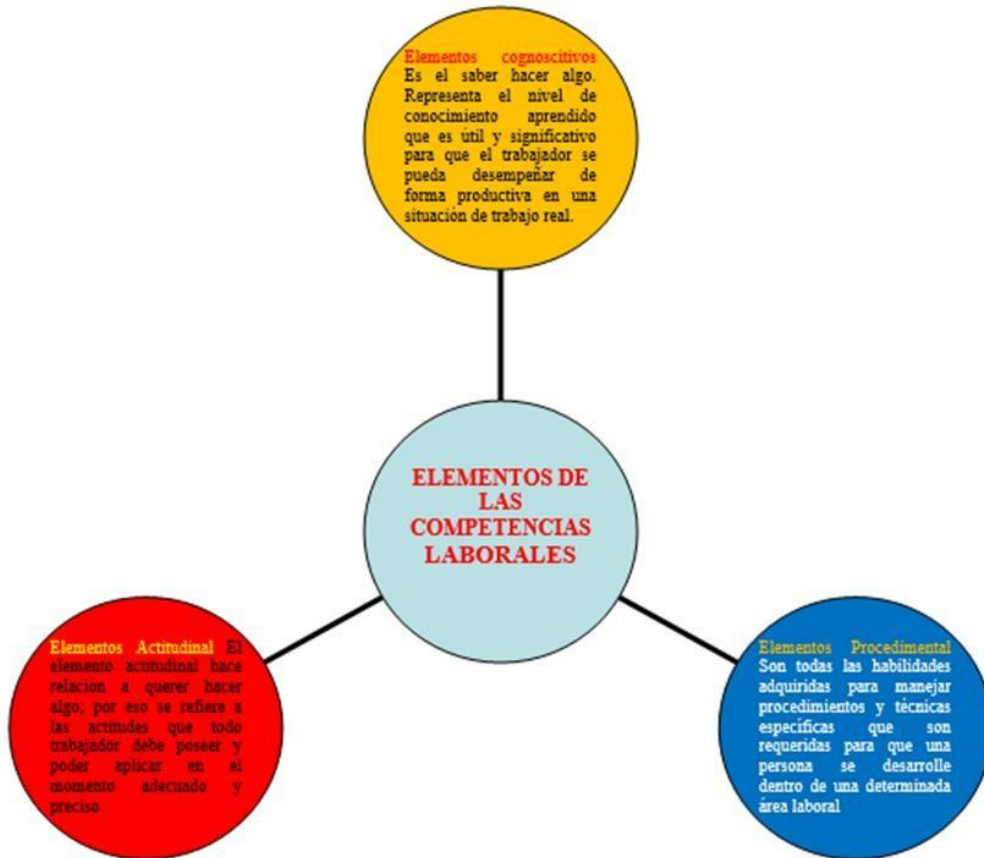 Elementos cognoscitivos
Es el saber hacer algo.
Representa el nivel de
conocimiento aprendido
que es útil y significativo
para que el trabajador se
pueda desempeñar de
forma productiva en una
situación de trabajo real.
ELEMENTOS DE
LAS
COMPETENCIAS
LABORALES
Elementos Actitudinal El
elemento actitudinal hace
relación a querer hacer
algo; por eso se refiere a
las actitudes que todo
trabajador debe poseer y
poder aplicar en el
momento adecuado y
preciso.
Elementos Procedimental
Son todas las habilidades
adquiridas para manejar
procedimientos y técnicas
específicas que son
requeridas para que una
persona se desarrolle
dentro de una determinada
área laboral